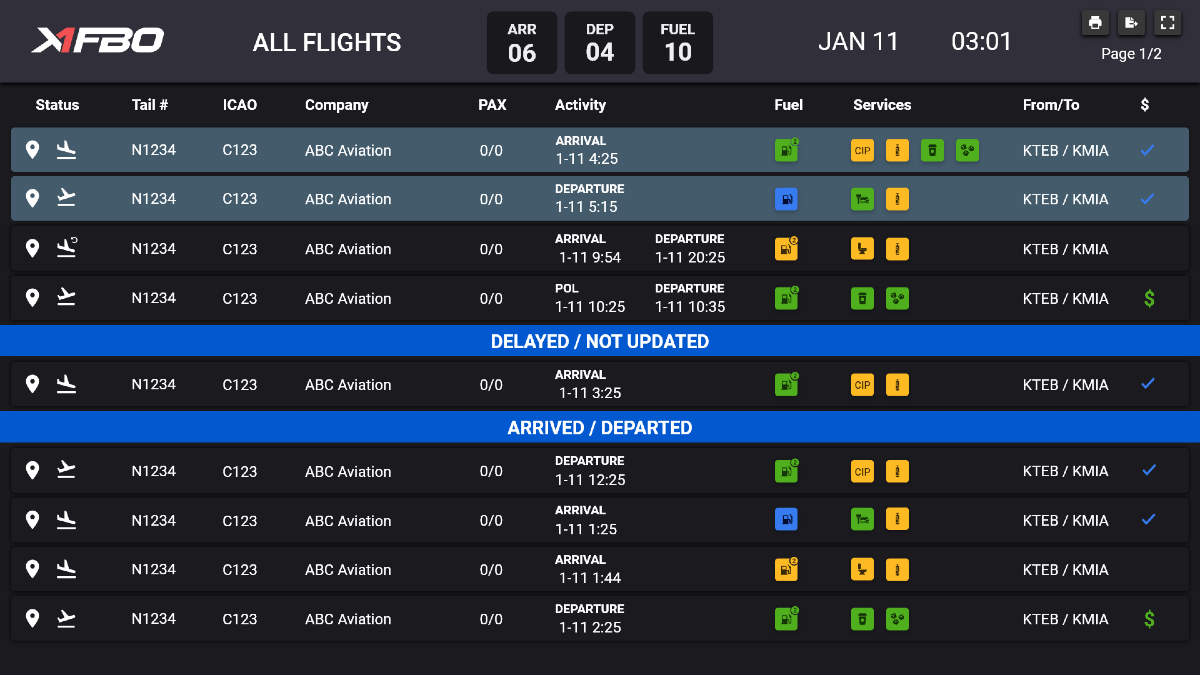 X1FBO
ALL FLIGHTS
ARR
06
DEP
04
FUEL
10
JAN 11
03:01
Page 1/2
Status Tail # ICAO Company PAX Activity Fuel Services From/To $
ARRIVAL
N1234 C123 ABC Aviation 0/0 1-11 4:25 2 CIP KTEB / KMIA
DEPARTURE
N1234 C123 ABC Aviation 0/0 1-11 5:15 KTEB / KMIA
ARRIVAL DEPARTURE
N1234 C123 ABC Aviation 0/0 1-11 9:54 1-11 20:25 2 KTEB / KMIA
POL DEPARTURE
N1234 C123 ABC Aviation 0/0 1-11 10:25 1-11 10:35 2 KTEB / KMIA $
DELAYED / NOT UPDATED
ARRIVAL
N1234 C123 ABC Aviation 0/0 1-11 3:25 2 CIP KTEB / KMIA
ARRIVED / DEPARTED
DEPARTURE
N1234 C123 ABC Aviation 0/0 1-11 12:25 2 CIP KTEB / KMIA
ARRIVAL
N1234 C123 ABC Aviation 0/0 1-11 1:25 KTEB / KMIA
ARRIVAL
N1234 C123 ABC Aviation 0/0 1-11 1:44 2 KTEB / KMIA
DEPARTURE
N1234 C123 ABC Aviation 0/0 1-11 2:25 2 KTEB / KMIA $